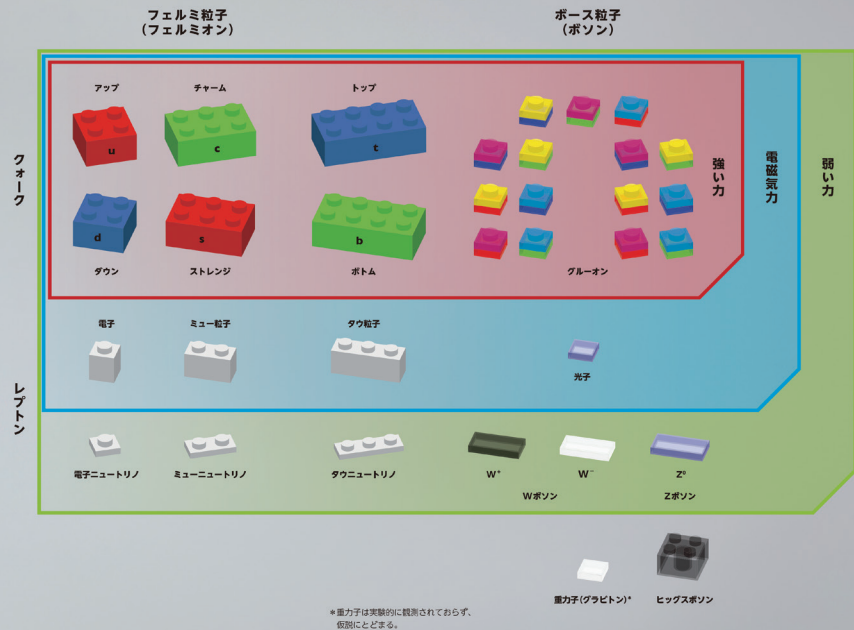 フェルミ粒子
(フェルミオン)
ボース粒子
(ボソン)
クォーク
アップ
チャーム
トップ
u
c
t
d
s
b
ダウン
ストレンジ
ボトム
グルーオン
強い力
電磁気力
弱い力
レプトン
電子
ミュー粒子
タウ粒子
光子
電子ニュートリノ
ミューニュートリノ
タウニュートリノ
W⁺
W⁻
Z⁰
Wボソン
Zボソン
重力子(グラビトン)*
ヒッグスボソン
*重力子は実験的に観測されておらず、
仮説にとどまる。